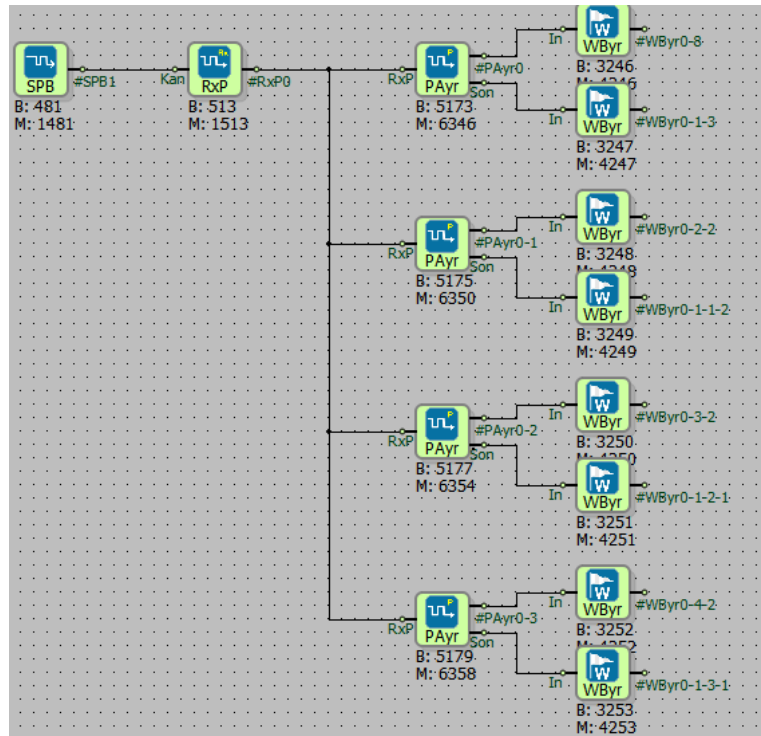 SPB
#SPB1
B: 481
M: 1481
Kan
Rx
RxP
#RxP0
B: 513
M: 1513
RxP
P
PAyr
#PAyr0
Son
B: 5173
M: 6346
In
W
WByr
#WByr0-8
B: 3246
In
W
WByr
#WByr0-1-3
B: 3247
M: 4247
RxP
P
PAyr
#PAyr0-1
Son
B: 5175
M: 6350
In
W
WByr
#WByr0-2-2
B: 3248
In
W
WByr
#WByr0-1-1-2
B: 3249
M: 4249
RxP
P
PAyr
#PAyr0-2
Son
B: 5177
M: 6354
In
W
WByr
#WByr0-3-2
B: 3250
In
W
WByr
#WByr0-1-2-1
B: 3251
M: 4251
RxP
P
PAyr
#PAyr0-3
Son
B: 5179
M: 6358
In
W
WByr
#WByr0-4-2
B: 3252
In
W
WByr
#WByr0-1-3-1
B: 3253
M: 4253